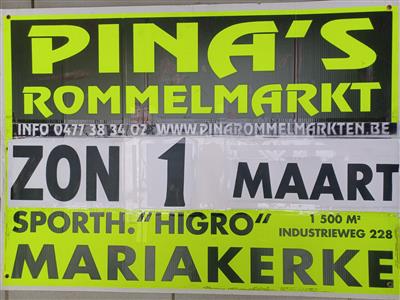 PINA'S
ROMMELMARKT
INFO 0477.38 34 02 WWW.PINAROMMELMARKTEN.BE
ZON 1 MAART
SPORTH. "HIGRO"
1 500 M²
INDUSTRIEWEG 228
MARIAKERKE